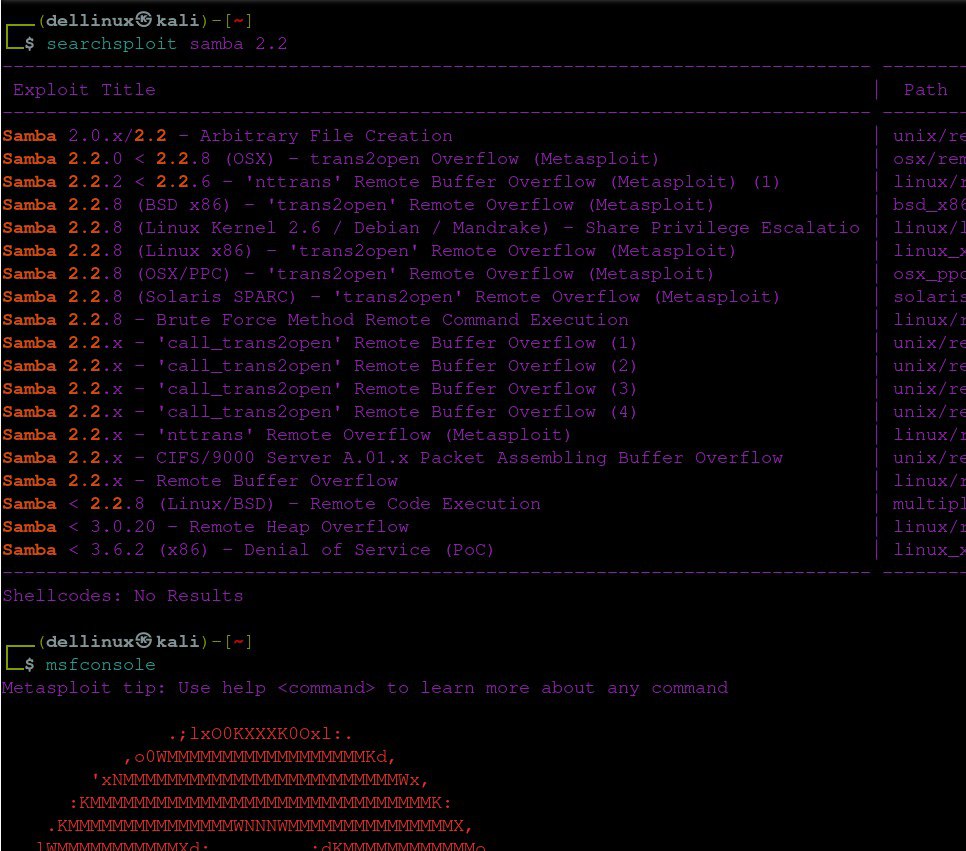 (dellinux㉿kali)-[~]
$ searchsploit samba 2.2
Exploit Title | Path
Samba 2.0.x/2.2 - Arbitrary File Creation | unix/re
Samba 2.2.0 < 2.2.8 (OSX) - trans2open Overflow (Metasploit) | osx/rem
Samba 2.2.2 < 2.2.6 - 'nttrans' Remote Buffer Overflow (Metasploit) (1) | linux/r
Samba 2.2.8 (BSD x86) - 'trans2open' Remote Overflow (Metasploit) | bsd_x86
Samba 2.2.8 (Linux Kernel 2.6 / Debian / Mandrake) - Share Privilege Escalatio | linux/l
Samba 2.2.8 (Linux x86) - 'trans2open' Remote Overflow (Metasploit) | linux_x
Samba 2.2.8 (OSX/PPC) - 'trans2open' Remote Overflow (Metasploit) | osx_ppc
Samba 2.2.8 (Solaris SPARC) - 'trans2open' Remote Overflow (Metasploit) | solaris
Samba 2.2.8 - Brute Force Method Remote Command Execution | linux/r
Samba 2.2.x - 'call_trans2open' Remote Buffer Overflow (1) | unix/re
Samba 2.2.x - 'call_trans2open' Remote Buffer Overflow (2) | unix/re
Samba 2.2.x - 'call_trans2open' Remote Buffer Overflow (3) | unix/re
Samba 2.2.x - 'call_trans2open' Remote Buffer Overflow (4) | unix/re
Samba 2.2.x - 'nttrans' Remote Overflow (Metasploit) | linux/r
Samba 2.2.x - CIFS/9000 Server A.01.x Packet Assembling Buffer Overflow | unix/re
Samba 2.2.x - Remote Buffer Overflow | linux/r
Samba < 2.2.8 (Linux/BSD) - Remote Code Execution | multipl
Samba < 3.0.20 - Remote Heap Overflow | linux/r
Samba < 3.6.2 (x86) - Denial of Service (PoC) | linux_x
Shellcodes: No Results
(dellinux㉿kali)-[~]
$ msfconsole
Metasploit tip: Use help <command> to learn more about any command